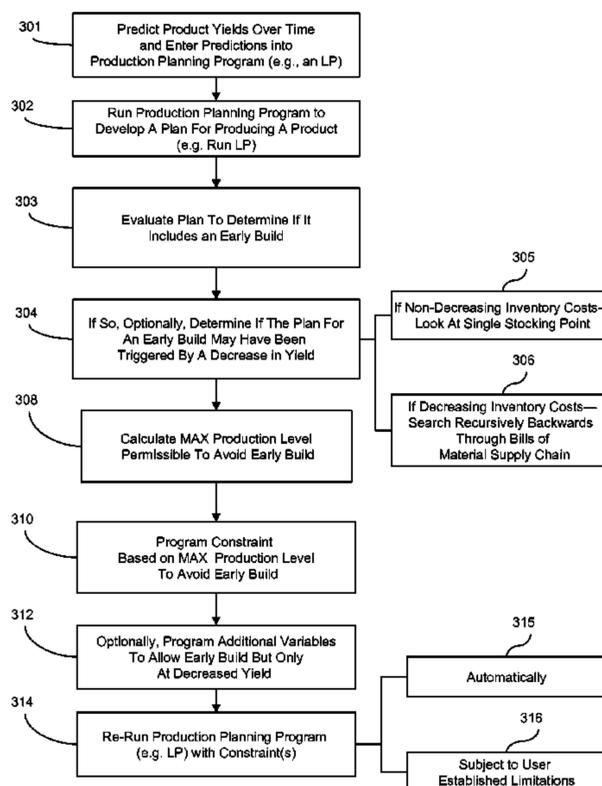 301
Predict Product Yields Over Time
and Enter Predictions into
Production Planning Program (e.g., an LP)
302
Run Production Planning Program to
Develop A Plan For Producing A Product
(e.g. Run LP)
303
Evaluate Plan To Determine If It
Includes an Early Build
304
If So, Optionally, Determine If The Plan For
An Early Build May Have Been
Triggered By A Decrease in Yield
305
If Non-Decreasing Inventory Costs-
Look At Single Stocking Point
306
If Decreasing Inventory Costs—
Search Recursively Backwards
Through Bills of
Material Supply Chain
308
Calculate MAX Production Level
Permissible To Avoid Early Build
310
Program Constraint
Based on MAX Production Level
To Avoid Early Build
312
Optionally, Program Additional Variables
To Allow Early Build But Only
At Decreased Yield
314
Re-Run Production Planning Program
(e.g. LP) with Constraint(s)
315
Automatically
316
Subject to User
Established Limitations